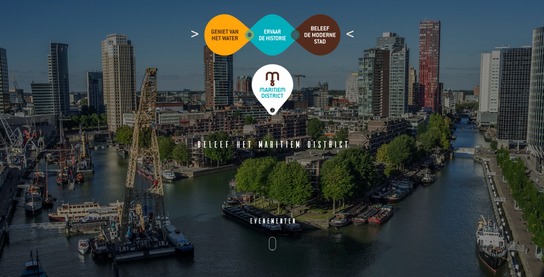 GENIET VAN
HET WATER
ERVAAR
DE HISTORIE
BELEEF
DE MODERNE
STAD
MARITIEM
DISTRICT
BELEEF HET MARITIEM DISTRICT
EVENEMENTEN